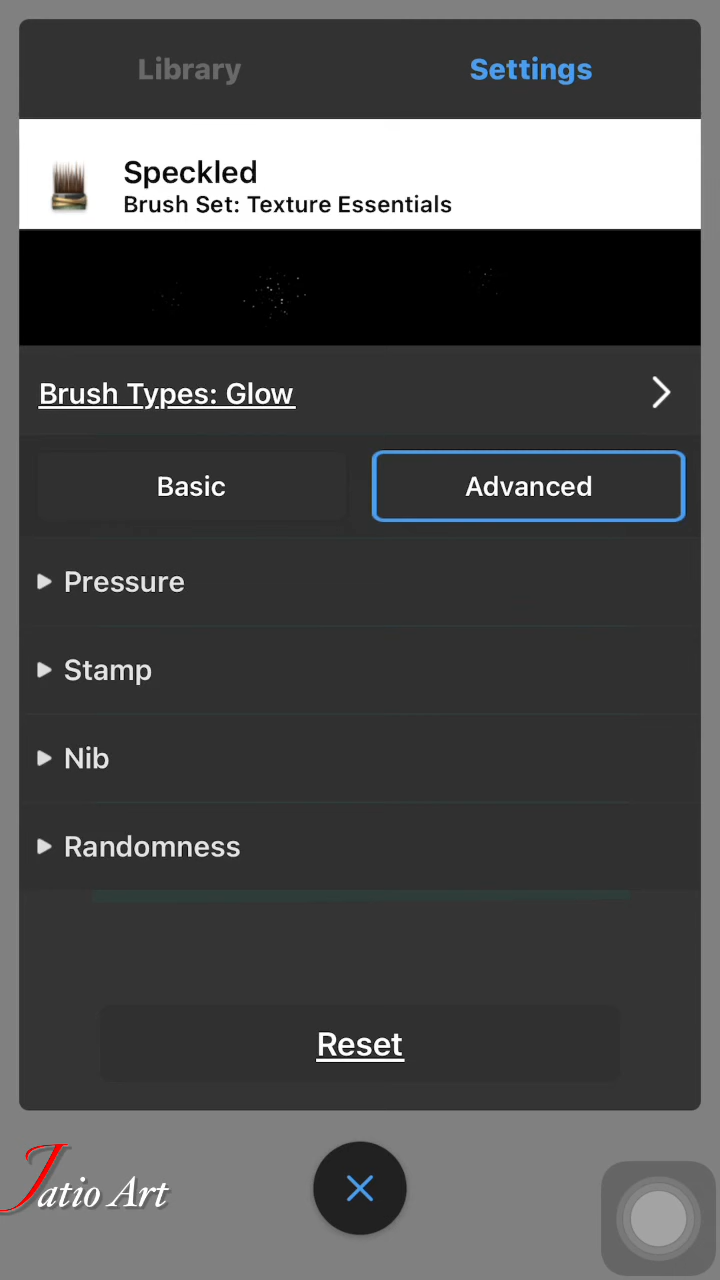 Library Settings
Speckled
Brush Set: Texture Essentials
Brush Types: Glow
Basic Advanced
Pressure
Stamp
Nib
Randomness
Reset
Jatio Art